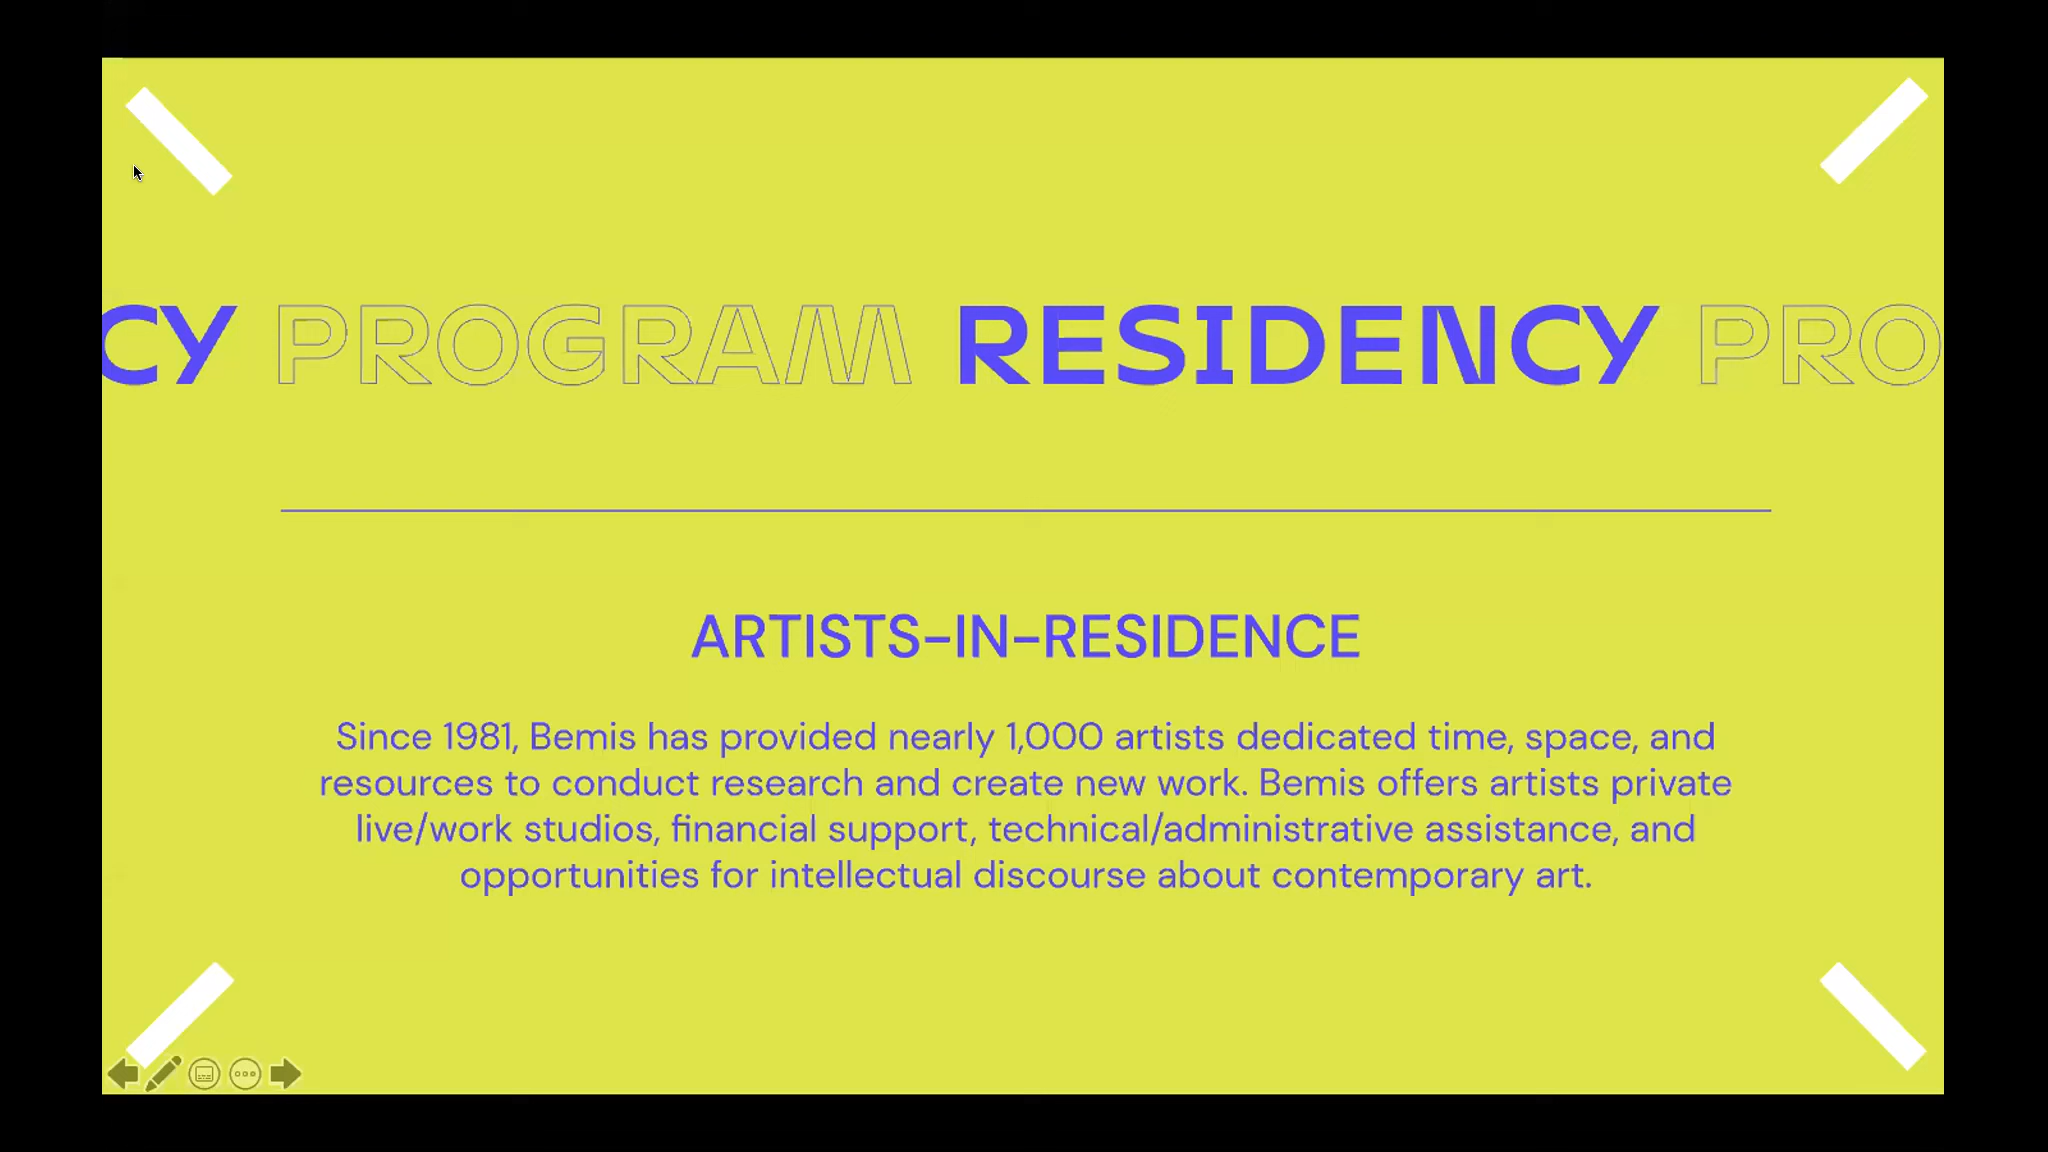 CY PROGRAM RESIDENCY PRO
ARTISTS-IN-RESIDENCE
Since 1981, Bemis has provided nearly 1,000 artists dedicated time, space, and
resources to conduct research and create new work. Bemis offers artists private
live/work studios, financial support, technical/administrative assistance, and
opportunities for intellectual discourse about contemporary art.